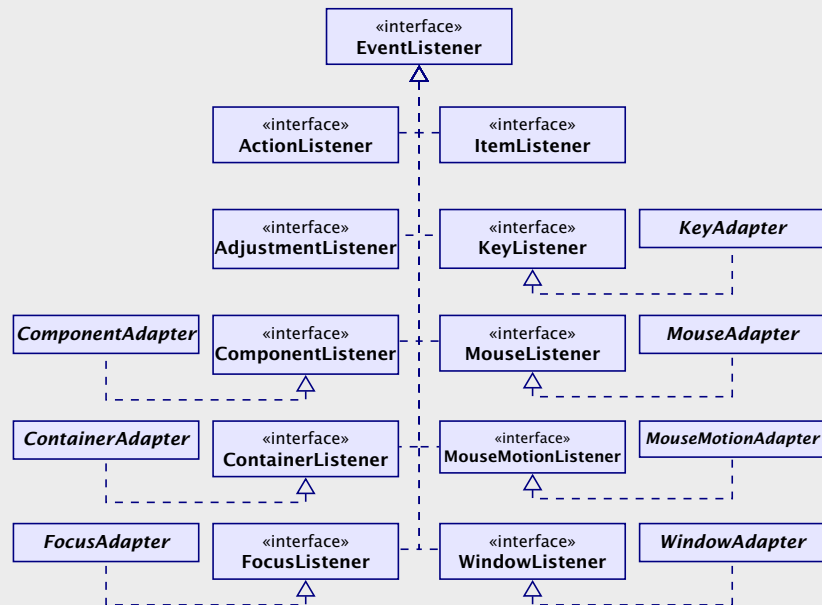 «interface»
EventListener
«interface»
ActionListener
«interface»
ItemListener
«interface»
AdjustmentListener
«interface»
KeyListener
KeyAdapter
ComponentAdapter
«interface»
ComponentListener
«interface»
MouseListener
MouseAdapter
ContainerAdapter
«interface»
ContainerListener
«interface»
MouseMotionListener
MouseMotionAdapter
FocusAdapter
«interface»
FocusListener
«interface»
WindowListener
WindowAdapter